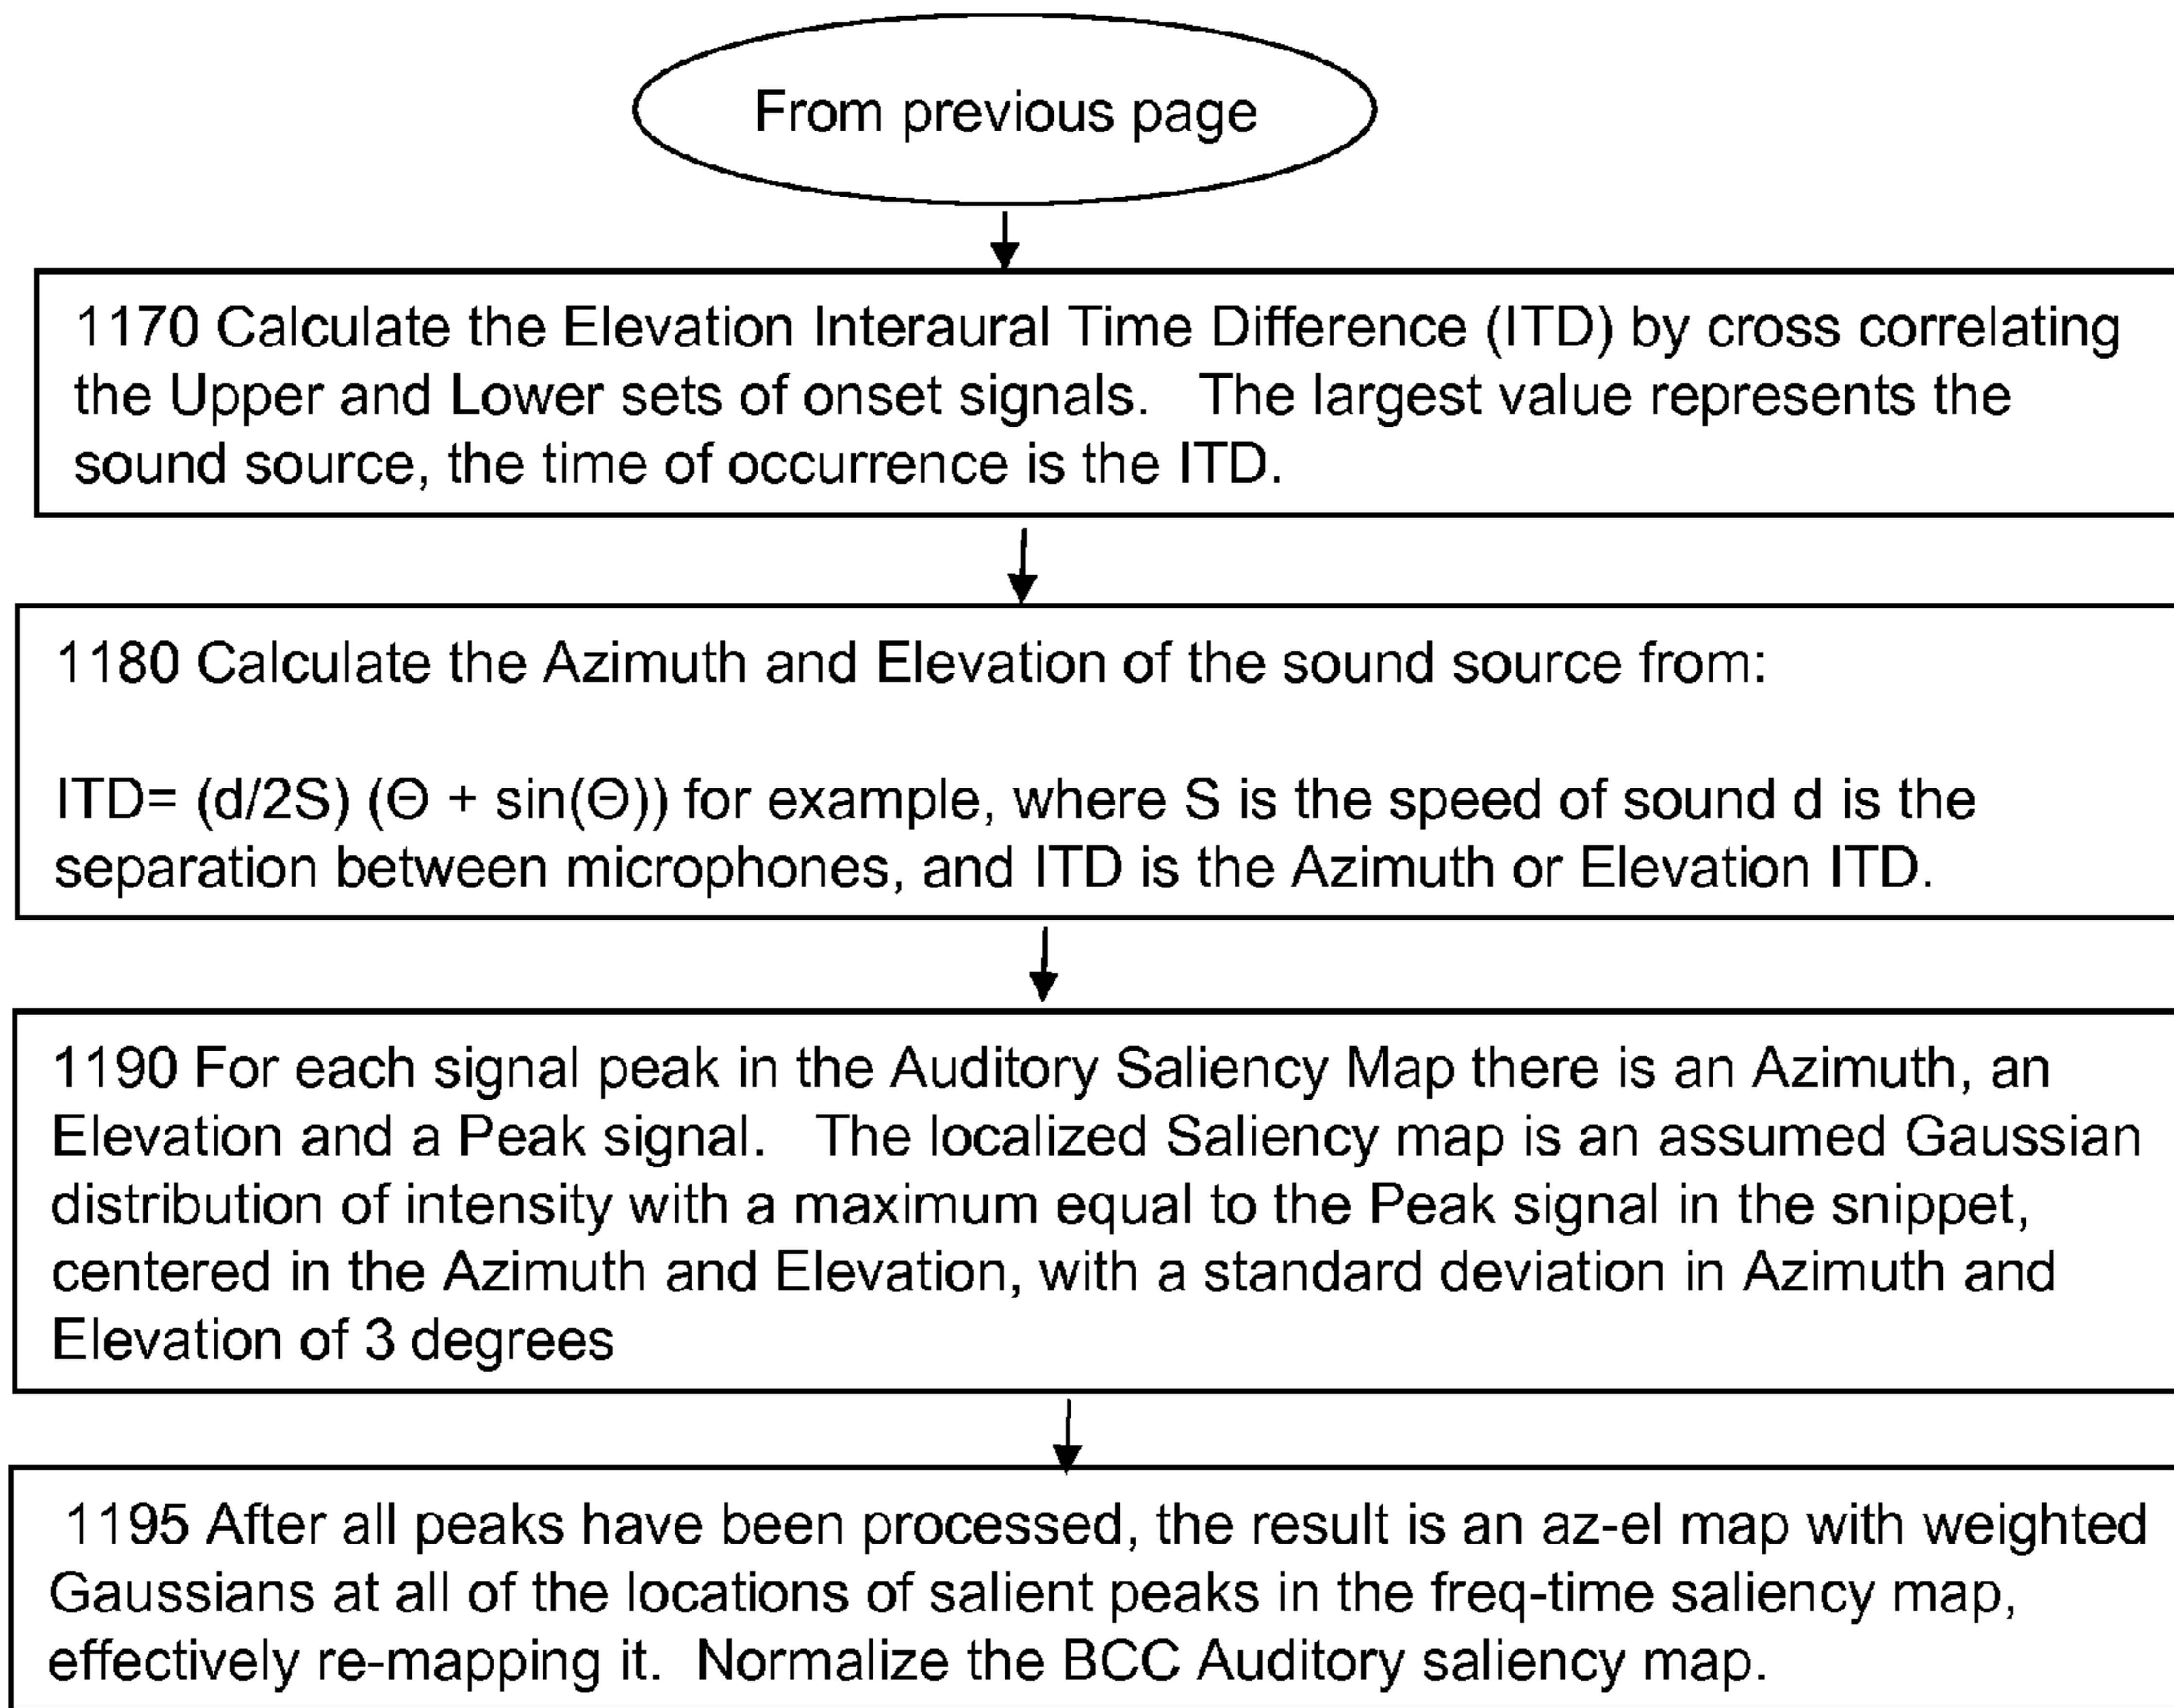 From previous page
1170 Calculate the Elevation Interaural Time Difference (ITD) by cross correlating
the Upper and Lower sets of onset signals. The largest value represents the
sound source, the time of occurrence is the ITD.
1180 Calculate the Azimuth and Elevation of the sound source from:
ITD= (d/2S) (Θ + sin(Θ)) for example, where S is the speed of sound d is the
separation between microphones, and ITD is the Azimuth or Elevation ITD.
1190 For each signal peak in the Auditory Saliency Map there is an Azimuth, an
Elevation and a Peak signal. The localized Saliency map is an assumed Gaussian
distribution of intensity with a maximum equal to the Peak signal in the snippet,
centered in the Azimuth and Elevation, with a standard deviation in Azimuth and
Elevation of 3 degrees
1195 After all peaks have been processed, the result is an az-el map with weighted
Gaussians at all of the locations of salient peaks in the freq-time saliency map,
effectively re-mapping it. Normalize the BCC Auditory saliency map.